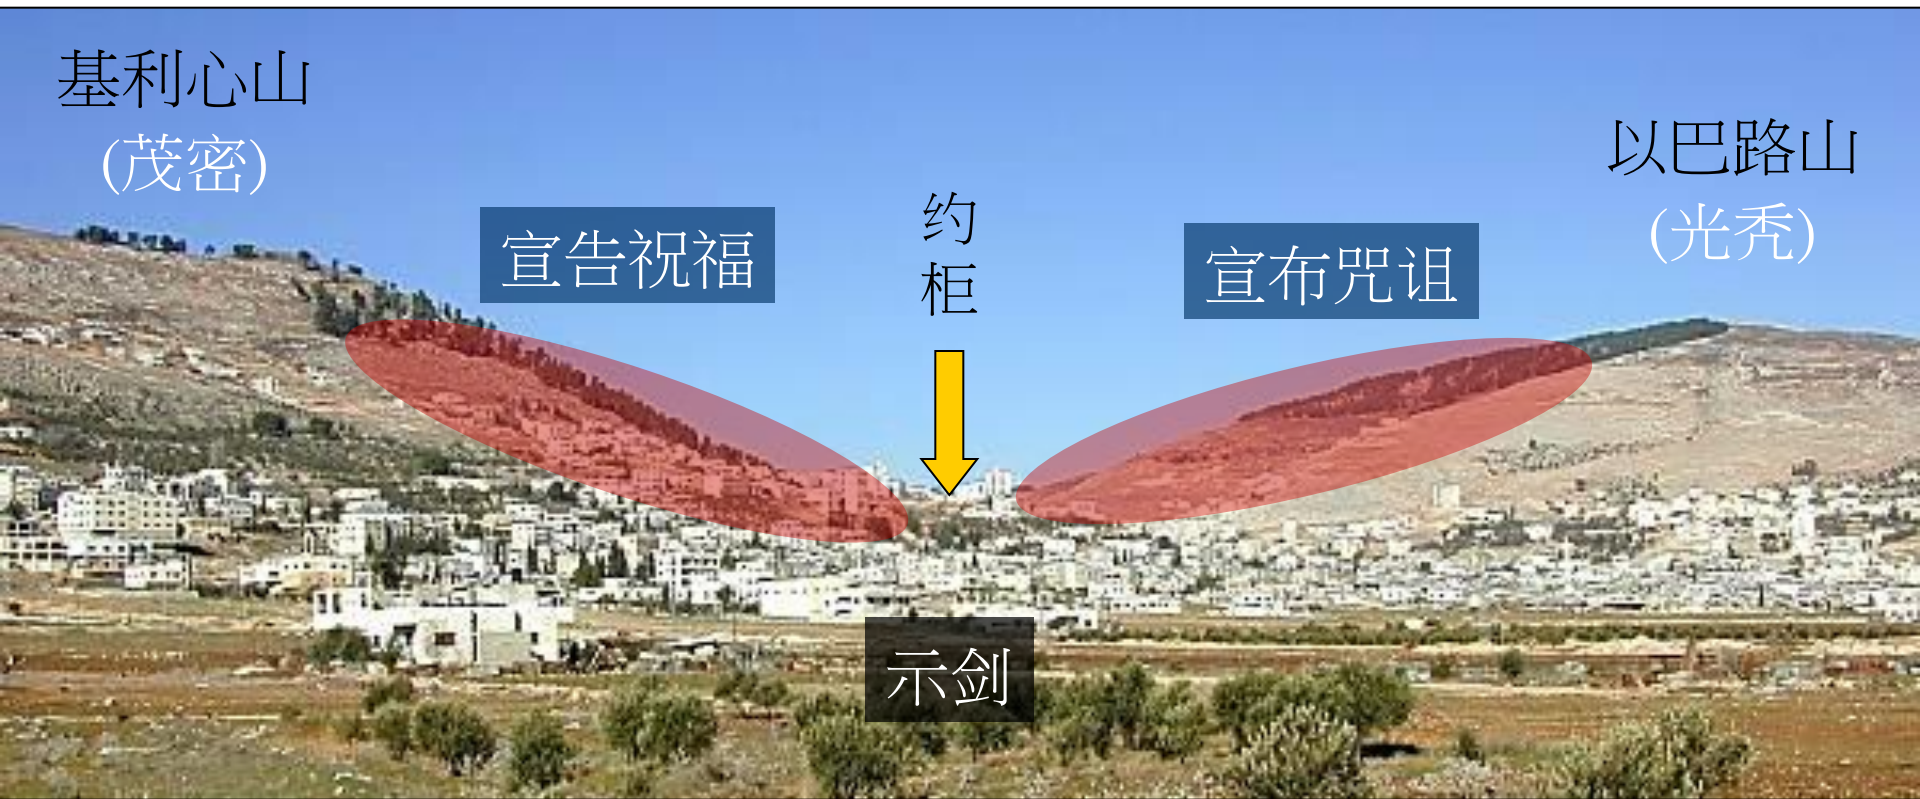 基利心山
(茂密)
宣告祝福
约
柜
宣布咒诅
以巴路山
(光秃)
示剑